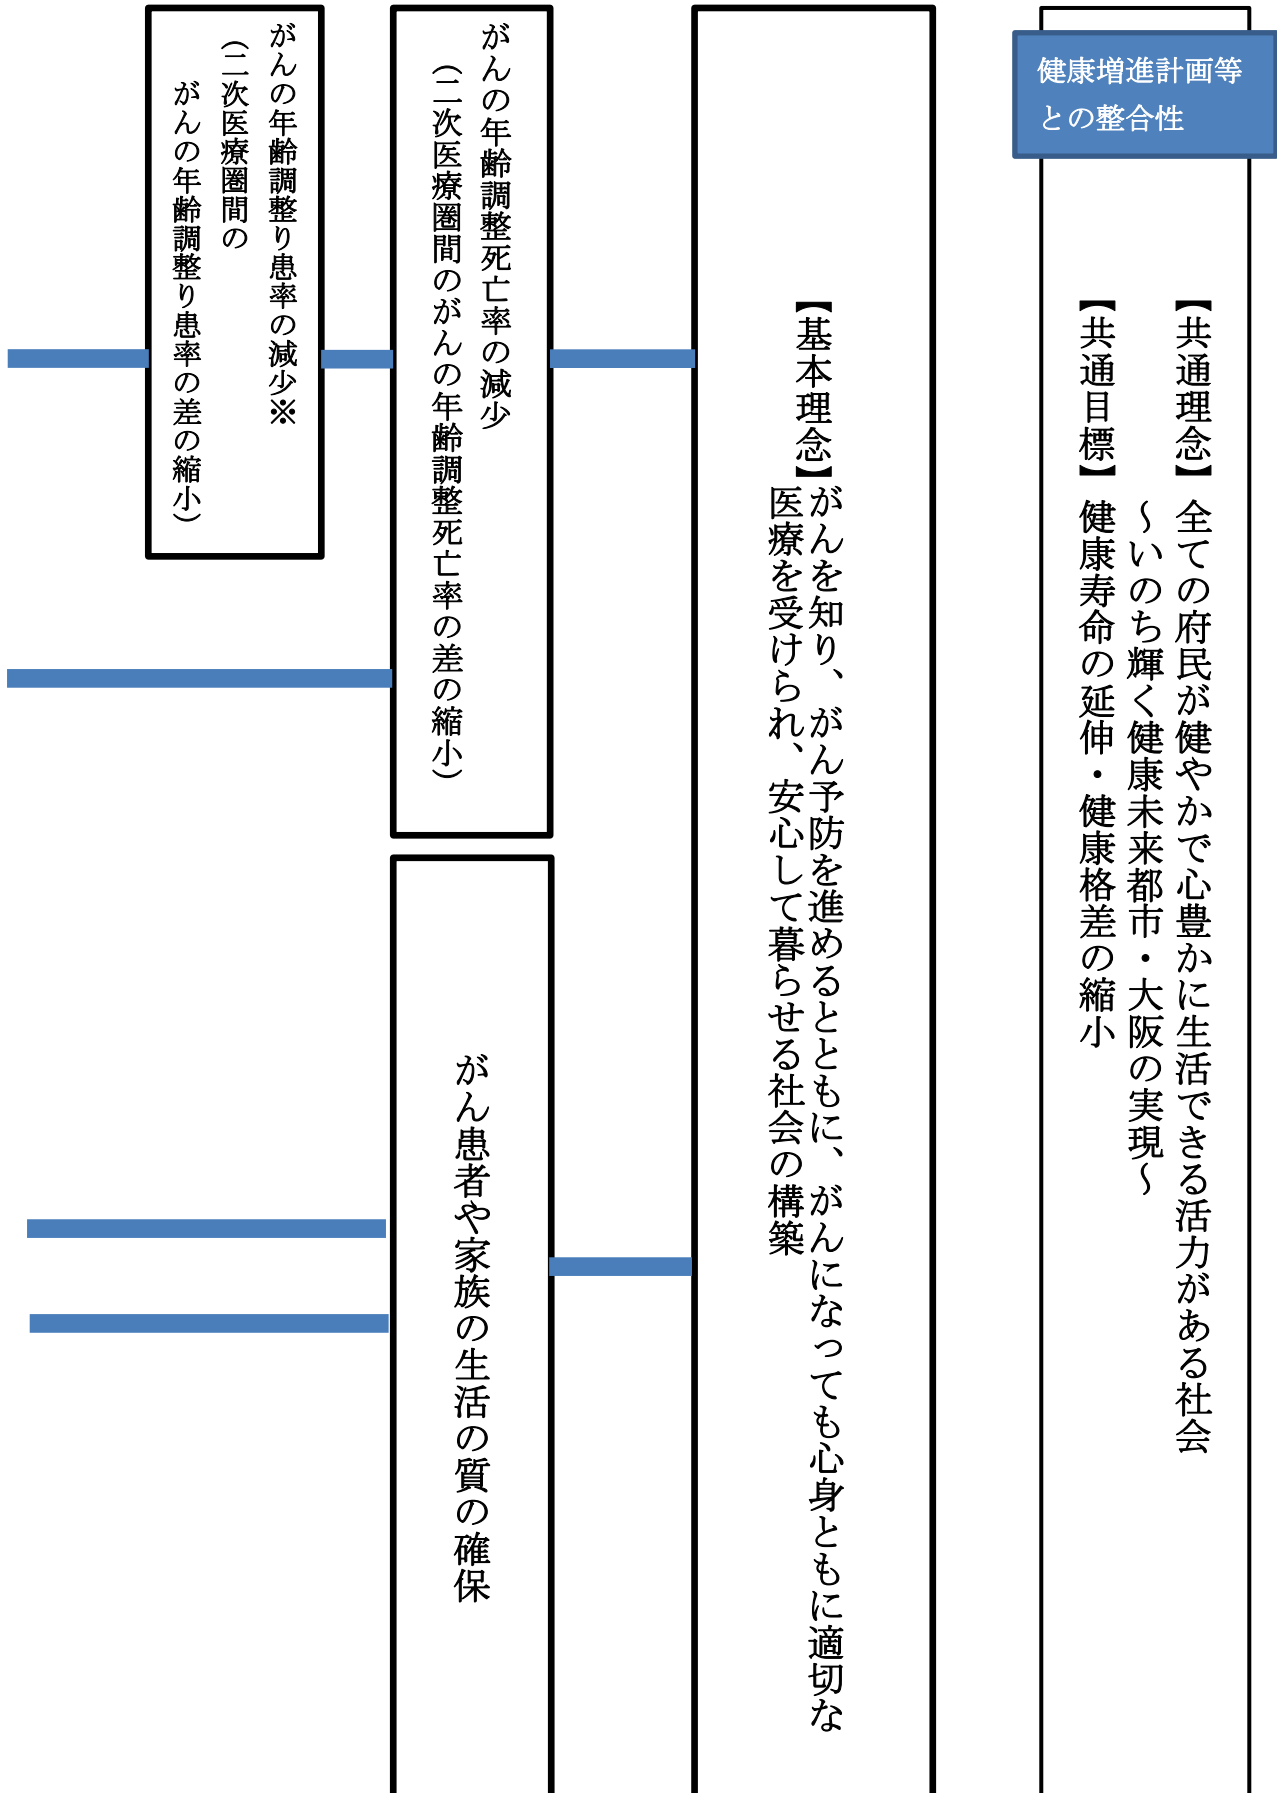 健康増進計画等
との整合性
【共通理念】全ての府民が健やかで心豊かに生活できる活力がある社会
～いのち輝く健康未来都市・大阪の実現～
【共通目標】健康寿命の延伸・健康格差の縮小
【基本理念】がんを知り、がん予防を進めるとともに、がんになっても心身ともに適切な
医療を受けられ、安心して暮らせる社会の構築
がんの年齢調整死亡率の減少
（二次医療圏間のがんの年齢調整死亡率の差の縮小）
がん患者や家族の生活の質の確保
がんの年齢調整り患率の減少※
（二次医療圏間の
がんの年齢調整り患率の差の縮小）